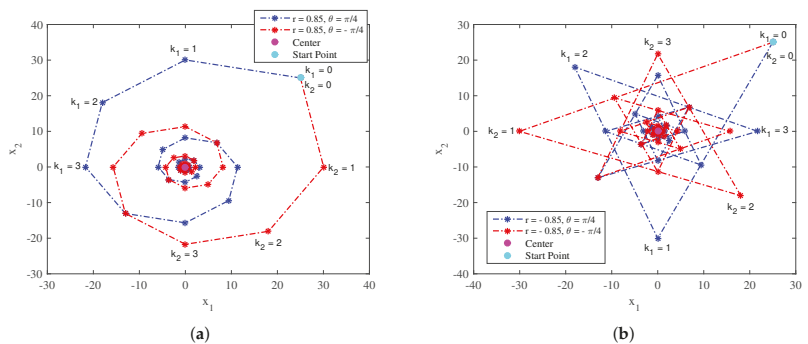 r = 0.85, θ = π/4
r = 0.85, θ = - π/4
Center
Start Point
k1 = 0
k2 = 0
k1 = 1
k1 = 2
k1 = 3
k2 = 1
k2 = 2
k2 = 3
40
30
20
10
0
-10
-20
-30
x2
-30
-20
-10
0
10
20
30
40
x1
(a)
k1 = 0
k2 = 0
k2 = 3
k1 = 2
k2 = 1
k1 = 3
k2 = 2
k1 = 1
r = - 0.85, θ = π/4
r = - 0.85, θ = - π/4
Center
Start Point
30
20
10
0
-10
-20
-30
-40
x2
-40
-30
-20
-10
0
10
20
30
x1
(b)